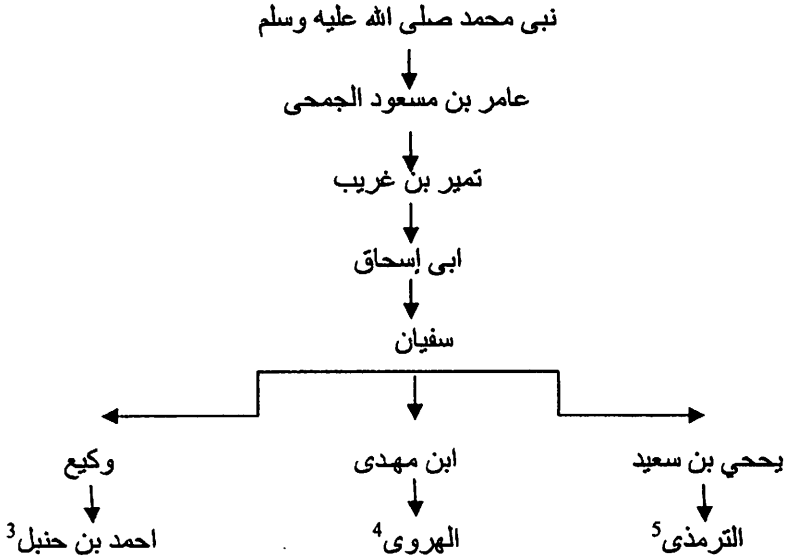 نبى محمد صلى الله عليه وسلم
عامر بن مسعود الجمحى
تمير بن غريب
ابى إسحاق
سفيان
يححي بن سعيد
ابن مهدى
وكيع
الترمذى5
الهروى4
احمد بن حنبل3